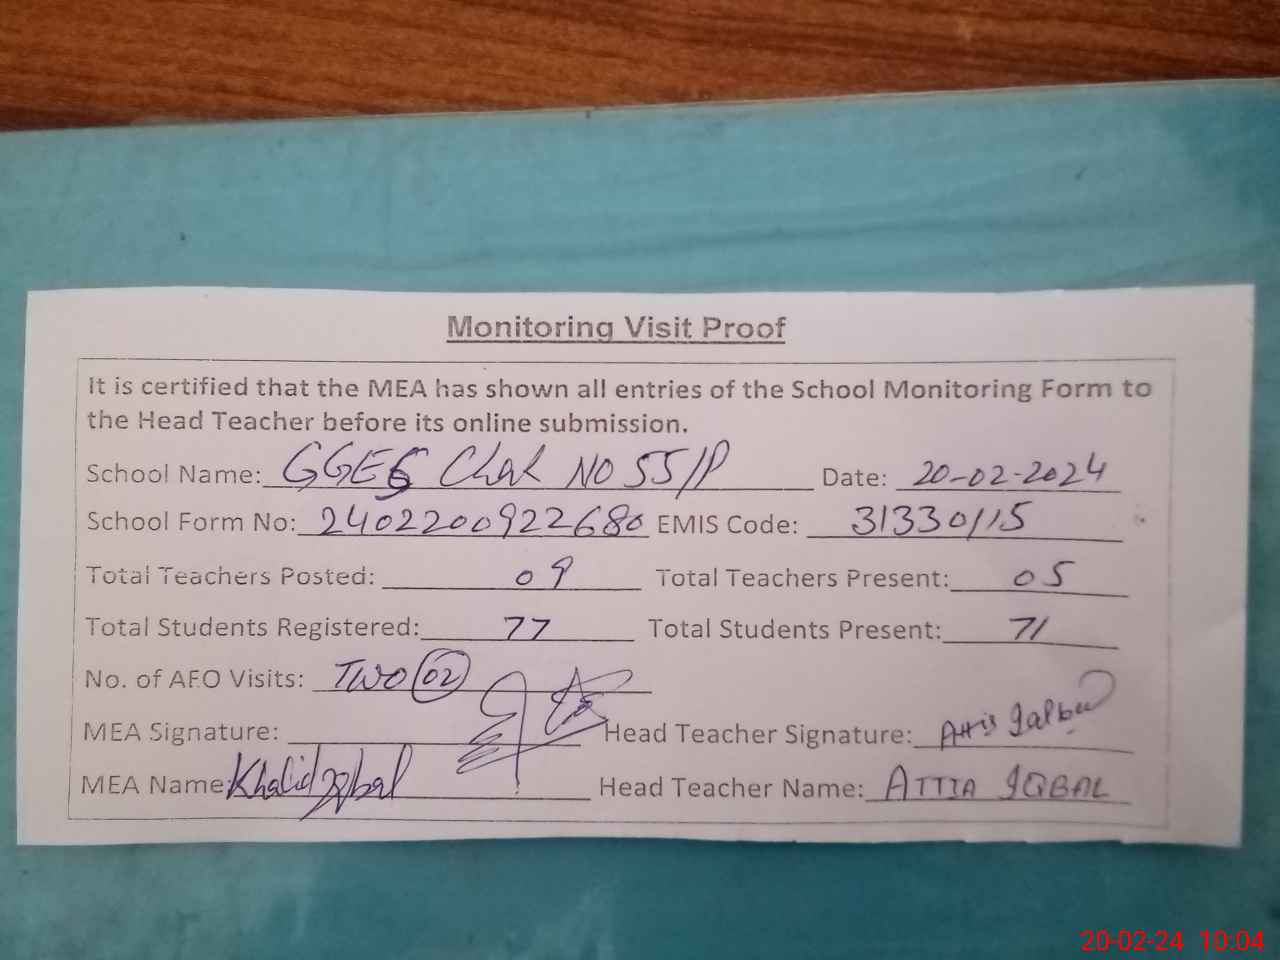 Monitoring Visit Proof
It is certified that the MEA has shown all entries of the School Monitoring Form to
the Head Teacher before its online submission.
School Name: GGES Chak NO 55/P Date: 20-02-2024
School Form No: 2402200922680 EMIS Code: 31330115
Total Teachers Posted: 09 Total Teachers Present: 05
Total Students Registered: 77 Total Students Present: 71
No. of AEO Visits: TWO 02
MEA Signature: Head Teacher Signature: Attia Iqbal
MEA Name: Khalid Iqbal Head Teacher Name: ATTIA IQBAL
20-02-24 10:04